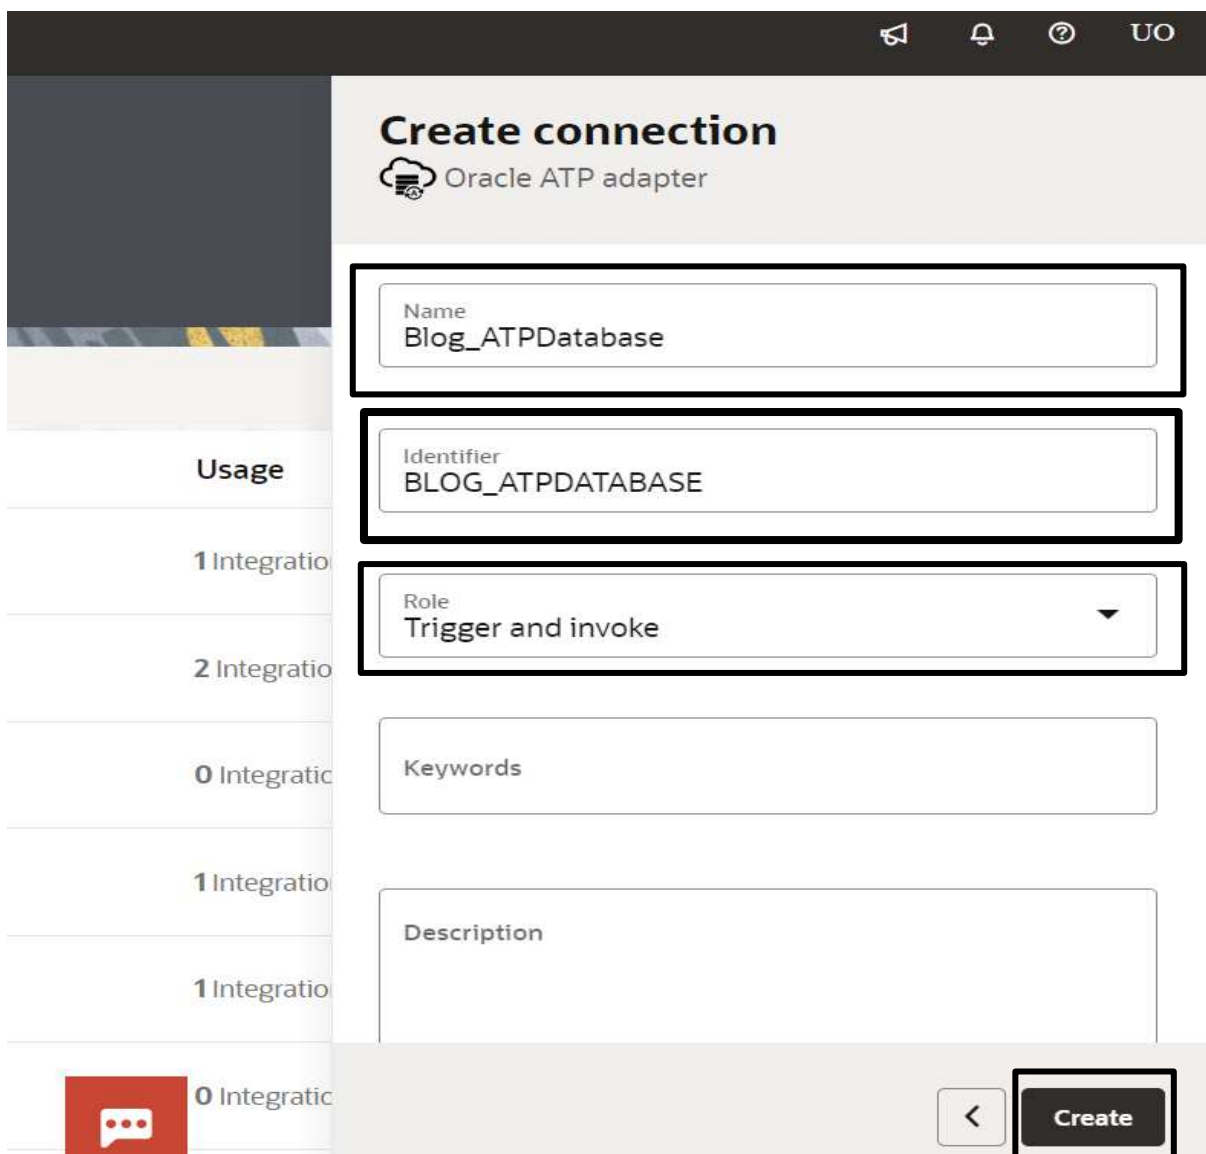 UO
Create connection
Oracle ATP adapter
Name
Blog_ATPDatabase
Identifier
BLOG_ATPDATABASE
Role
Trigger and invoke
Keywords
Description
Create
Usage
1 Integratio
2 Integratio
0 Integratic
1 Integratio
1 Integratio
0 Integratic